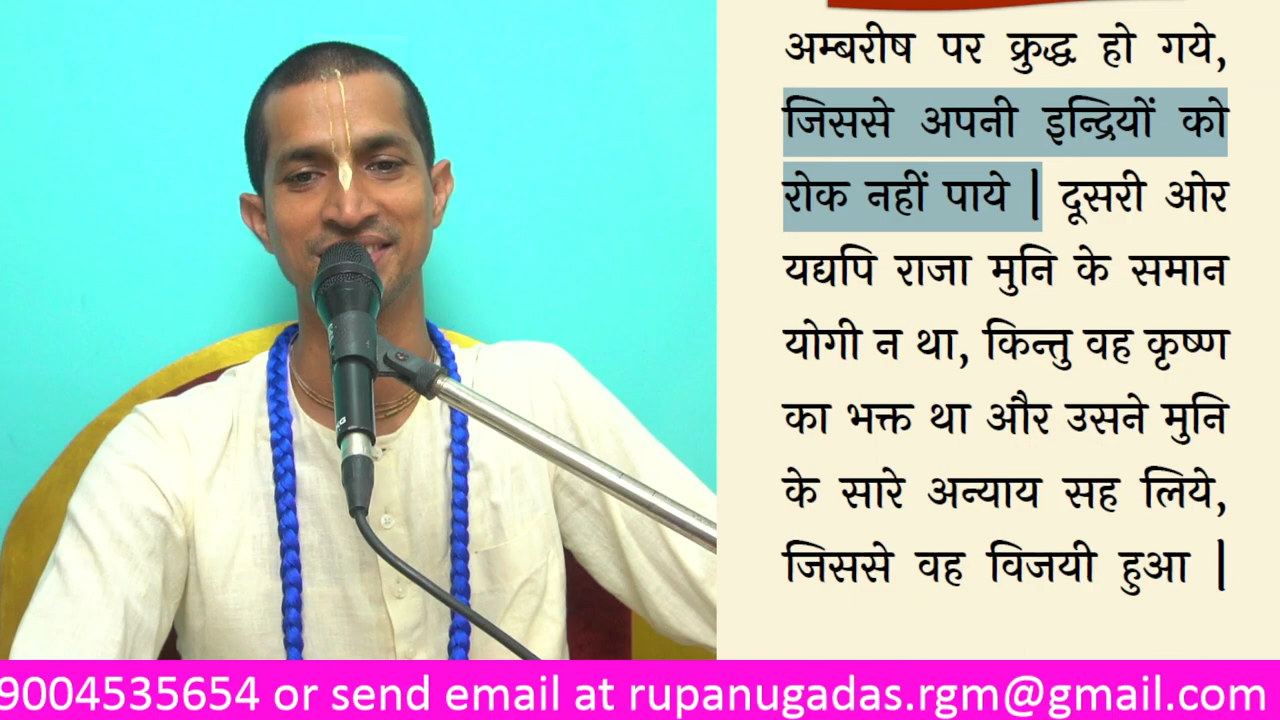 अम्बरीष पर क्रुद्ध हो गये,
जिससे अपनी इन्द्रियों को
रोक नहीं पाये | दूसरी ओर
यद्यपि राजा मुनि के समान
योगी न था, किन्तु वह कृष्ण
का भक्त था और उसने मुनि
के सारे अन्याय सह लिये,
जिससे वह विजयी हुआ |
9004535654 or send email at rupanugadas.rgm@gmail.com